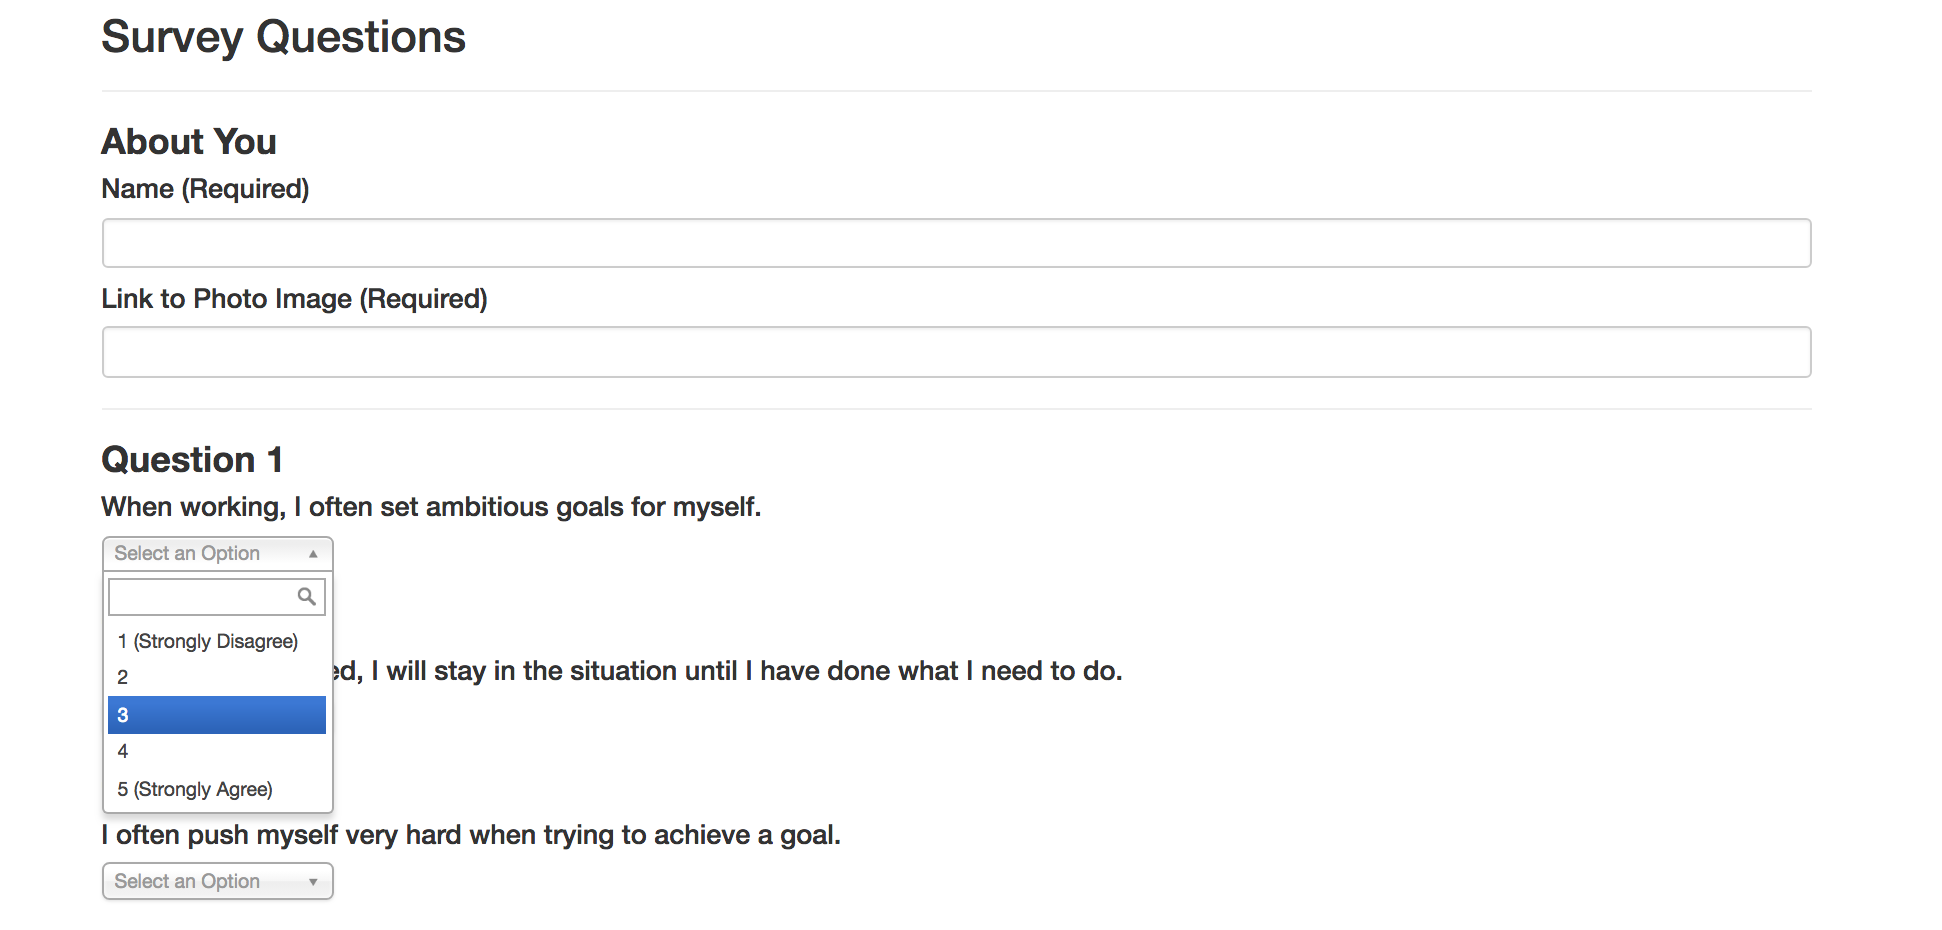 Survey Questions
About You
Name (Required)
Link to Photo Image (Required)
Question 1
When working, I often set ambitious goals for myself.
Select an Option
1 (Strongly Disagree)
2
I will stay in the situation until I have done what I need to do.
3
4
5 (Strongly Agree)
I often push myself very hard when trying to achieve a goal.
Select an Option